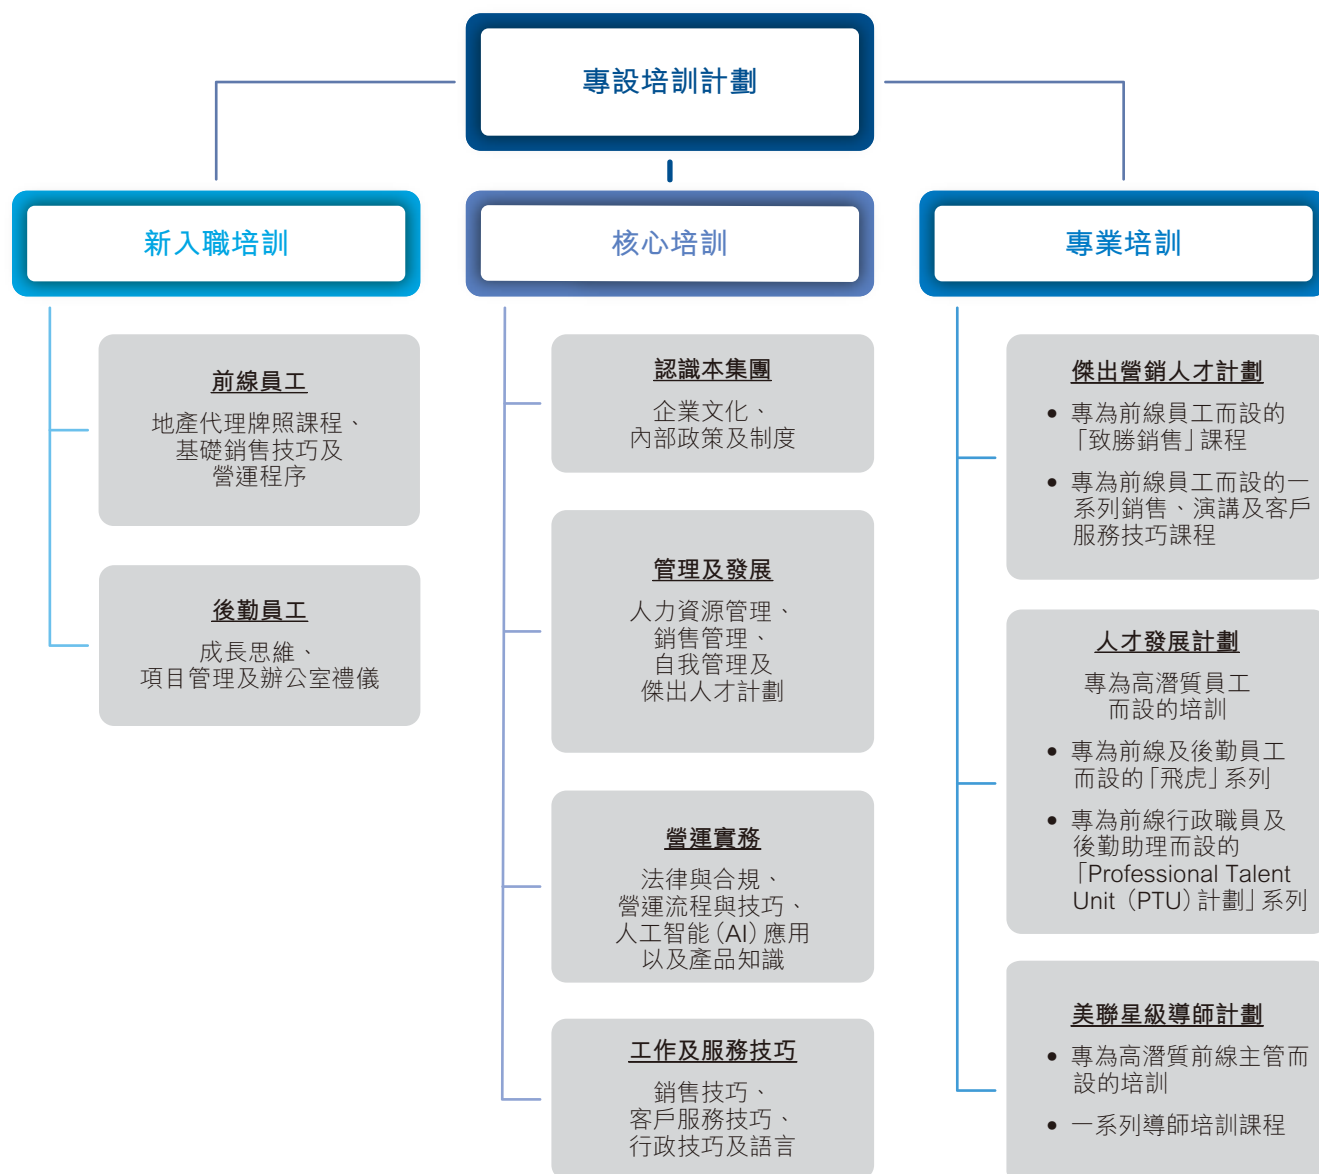 專設培訓計劃
新入職培訓
前線員工
地產代理牌照課程、
基礎銷售技巧及
營運程序
後勤員工
成長思維、
項目管理及辦公室禮儀
核心培訓
認識本集團
企業文化、
內部政策及制度
管理及發展
人力資源管理、
銷售管理、
自我管理及
傑出人才計劃
營運實務
法律與合規、
營運流程與技巧、
人工智能(AI)應用
以及產品知識
工作及服務技巧
銷售技巧、
客戶服務技巧、
行政技巧及語言
專業培訓
傑出營銷人才計劃
• 專為前線員工而設的
「致勝銷售」課程
• 專為前線員工而設的一
系列銷售、演講及客戶
服務技巧課程
人才發展計劃
專為高潛質員工
而設的培訓
• 專為前線及後勤員工
而設的「飛虎」系列
• 專為前線行政職員及
後勤助理而設的
「Professional Talent
Unit (PTU)計劃」系列
美聯星級導師計劃
• 專為高潛質前線主管而
設的培訓
• 一系列導師培訓課程